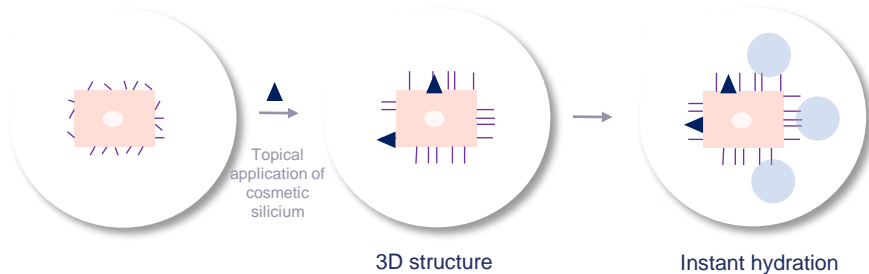 Topical
application of
cosmetic
silicium
3D structure
Instant hydration